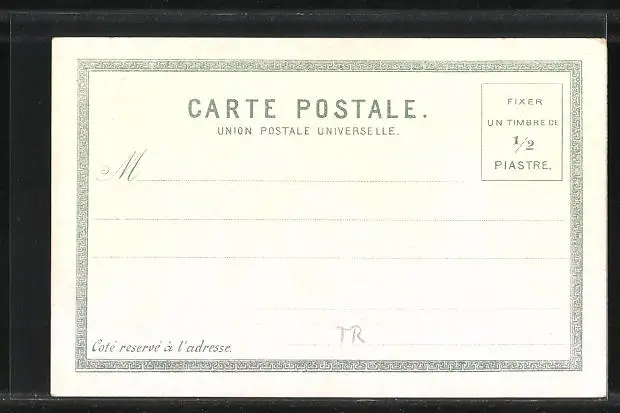 CARTE POSTALE.
UNION POSTALE UNIVERSELLE.
FIXER
UN TIMBRE DE
1/2
PIASTRE.
M
TR
Coté reservé à l'adresse.